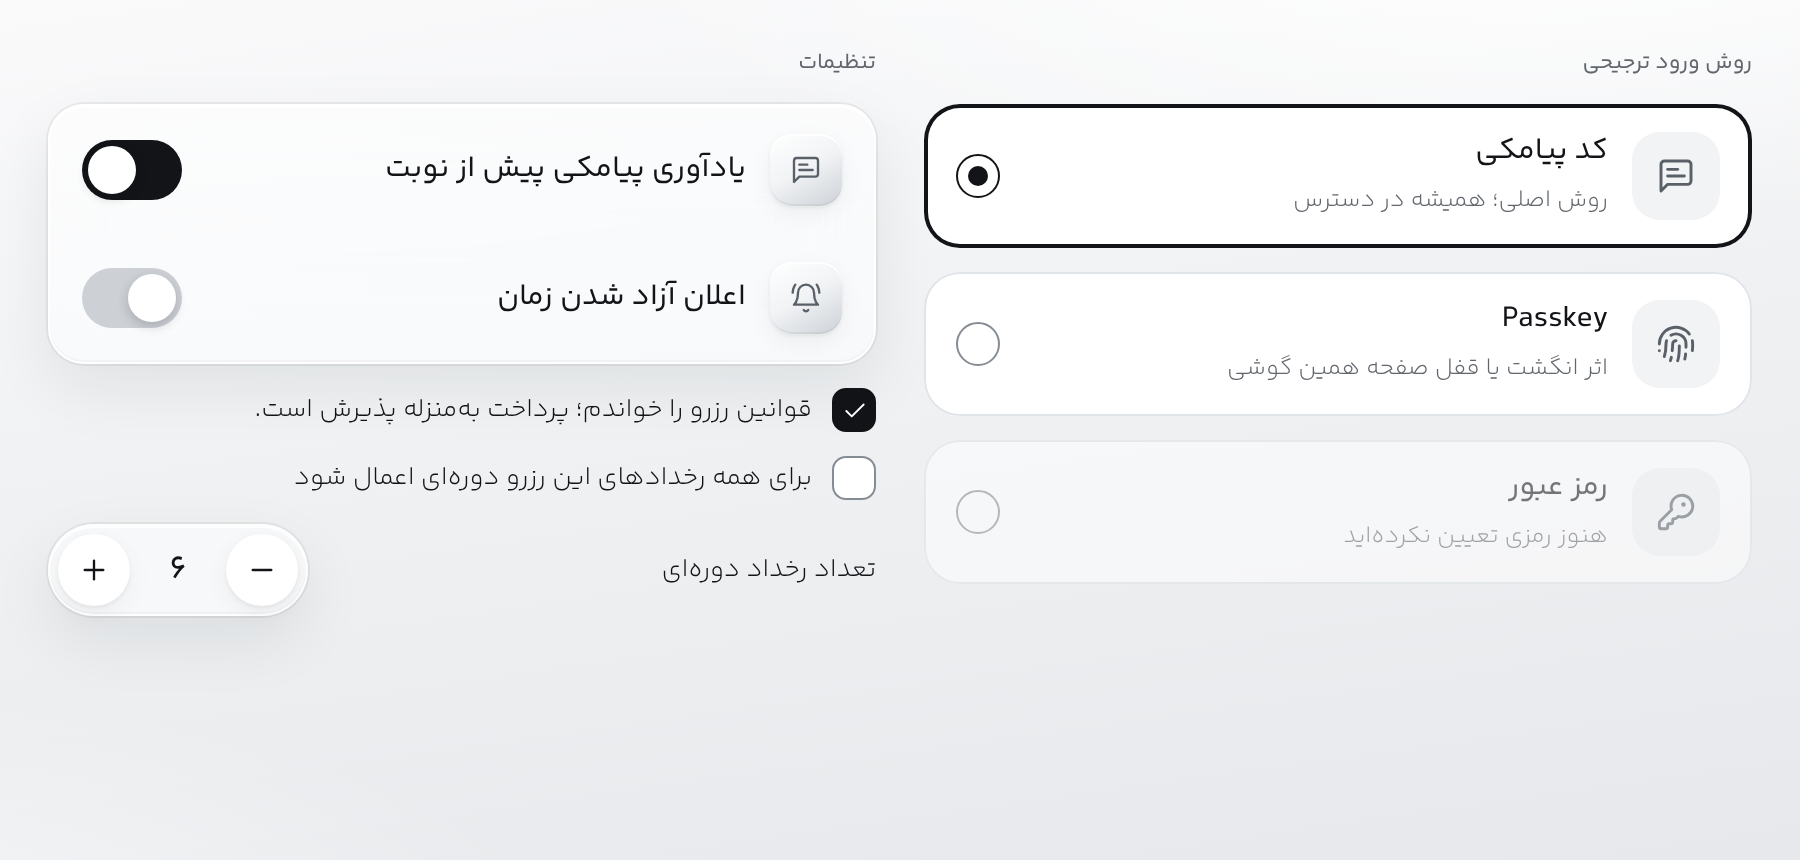 روش ورود ترجیحی
کد پیامکی
روش اصلی؛ همیشه در دسترس
Passkey
اثر انگشت یا قفل صفحه همین گوشی
رمز عبور
هنوز رمزی تعیین نکرده‌اید
تنظیمات
یادآوری پیامکی پیش از نوبت
اعلان آزاد شدن زمان
قوانین رزرو را خواندم؛ پرداخت به‌منزله پذیرش است.
برای همه رخدادهای این رزرو دوره‌ای اعمال شود
تعداد رخداد دوره‌ای
− ۶ +